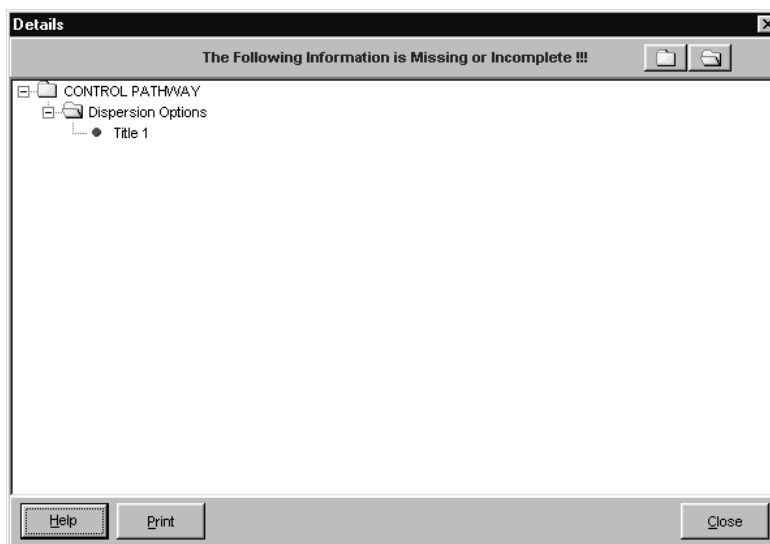 Details
The Following Information is Missing or Incomplete !!!
CONTROL PATHWAY
Dispersion Options
Title 1
Help
Print
Close